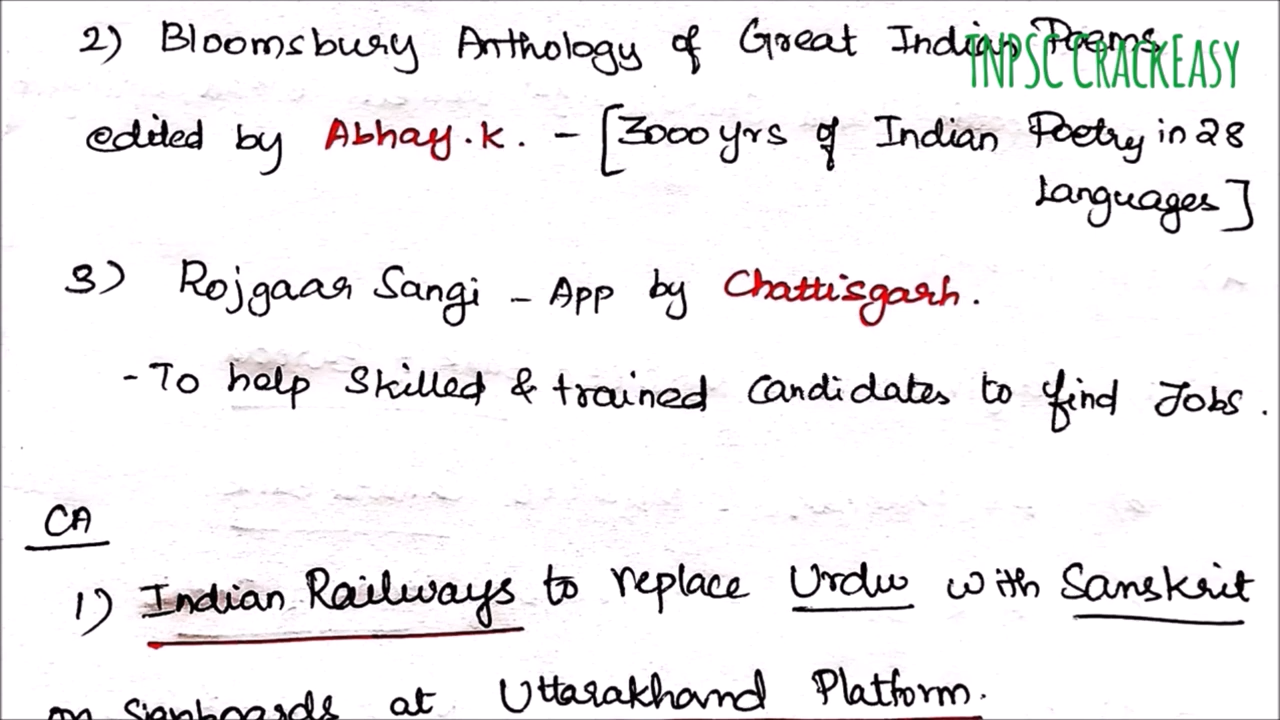 2) Bloomsbury Anthology of Great Indian Poems
TNPSC CRACKEASY
edited by Abhay.K. - [3000 yrs of Indian Poetry in 28
Languages]
3) Rojgaar Sangi - App by Chattisgarh.
- To help Skilled & trained Candidates to find Jobs.
CA
1) Indian Railways to replace Urdu with Sanskrit
on Signboards at Uttarakhand Platform.